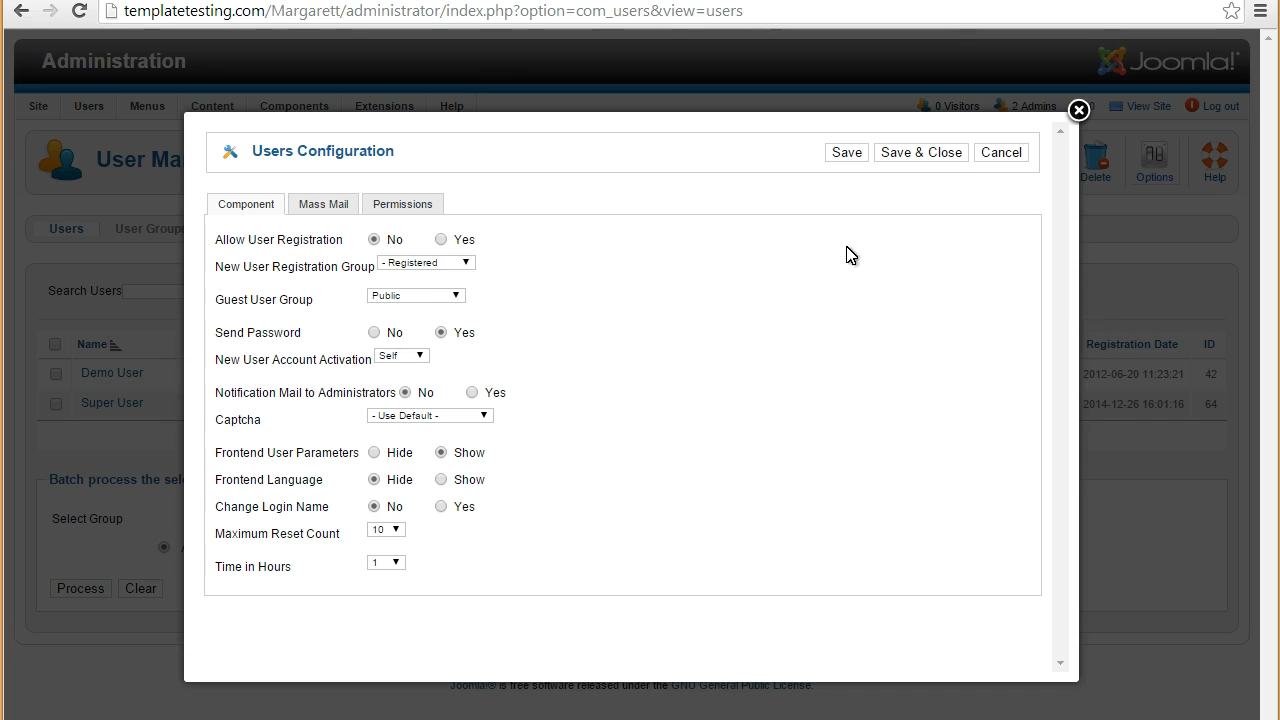 templatetesting.com/Margarett/administrator/index.php?option=com_users&view=users
Administration
Joomla!
Site Users Menus Content Components Extensions Help 0 Visitors 2 Admins 0 View Site Log out
User Ma
Delete Options Help
Users Configuration
Save Save & Close Cancel
Component Mass Mail Permissions
Users User Group
Allow User Registration No Yes
New User Registration Group - Registered
Search Users
Guest User Group Public
Send Password No Yes
Name Registration Date ID
New User Account Activation Self
Demo User 2012-06-20 11:23:21 42
Notification Mail to Administrators No Yes
Super User 2014-12-26 16:01:16 64
Captcha - Use Default -
Frontend User Parameters Hide Show
Frontend Language Hide Show
Batch process the sel
Change Login Name No Yes
Select Group
Maximum Reset Count 10
Time in Hours 1
Process Clear
Joomla!® is free software released under the GNU General Public License.